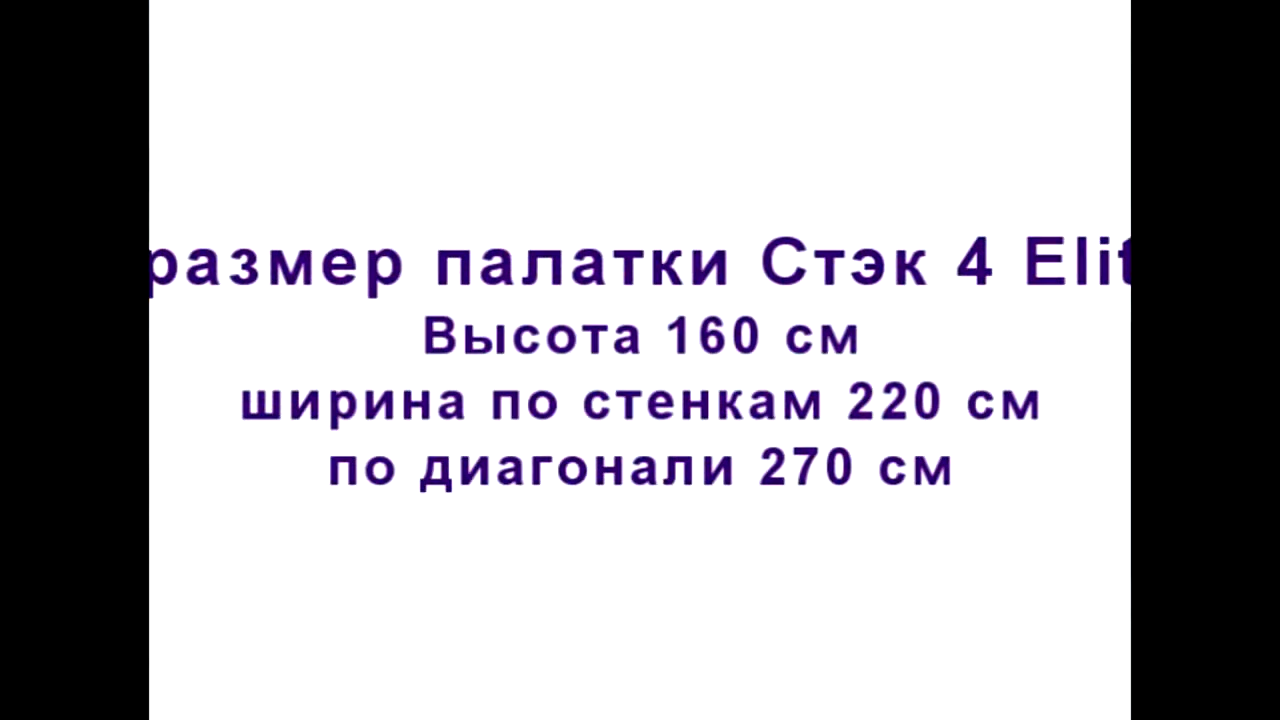 размер палатки Стэк 4 Elit
Высота 160 см
ширина по стенкам 220 см
по диагонали 270 см